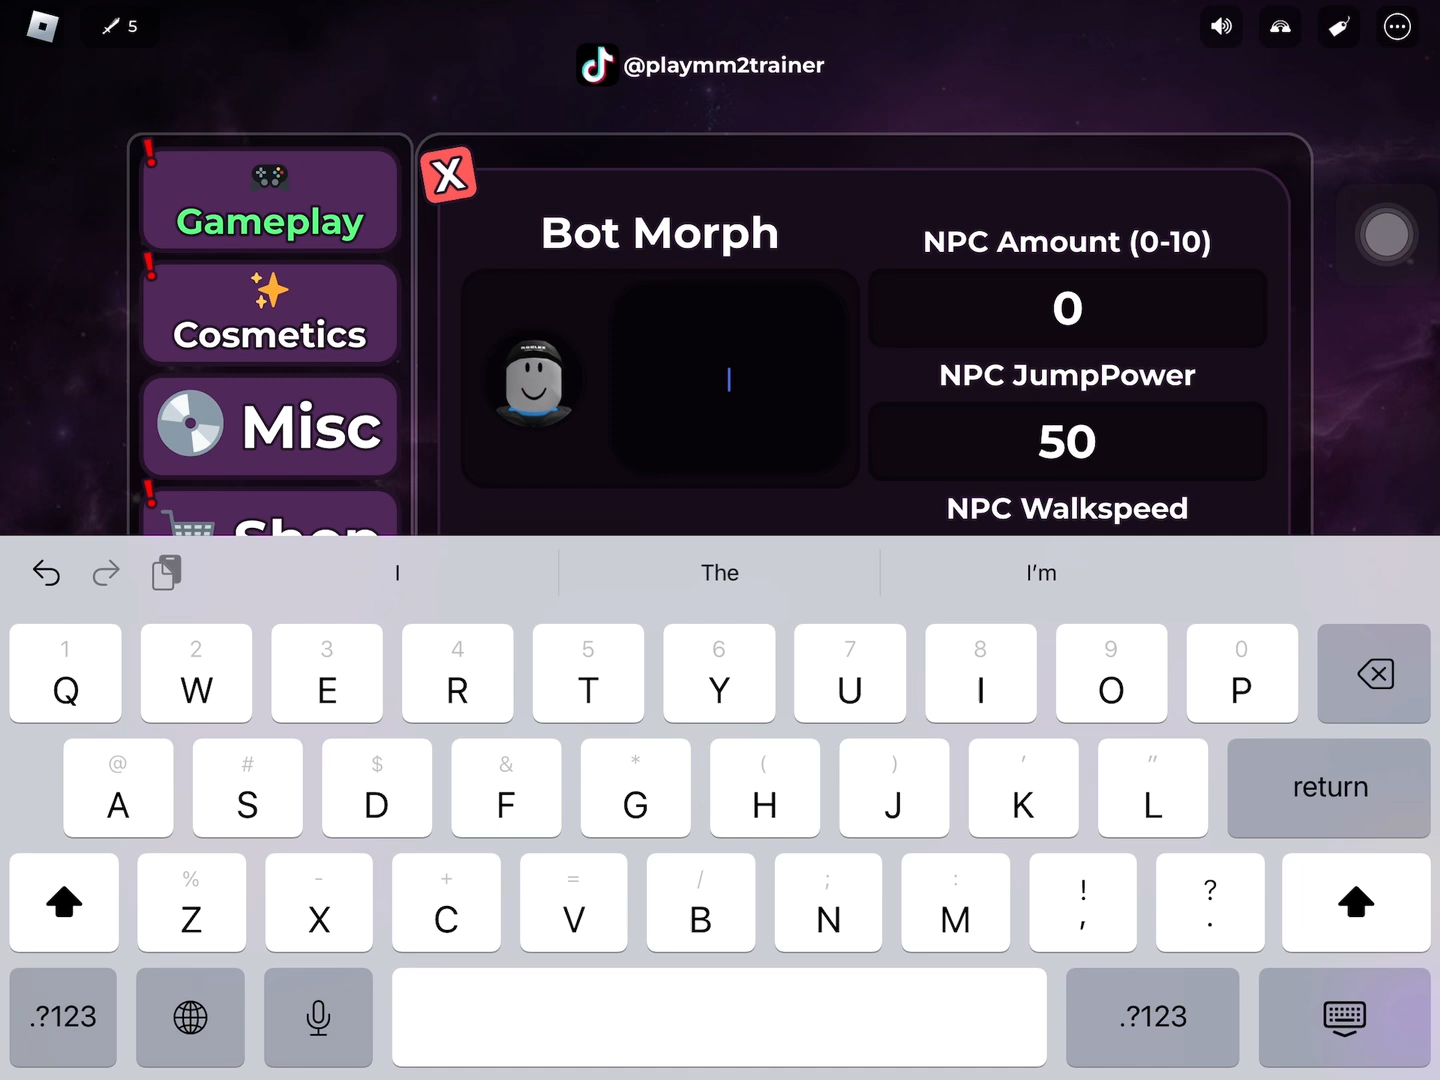 5
@playmm2trainer
!
Gameplay
!
Cosmetics
Misc
!
Shop
X
Bot Morph
NPC Amount (0-10)
0
NPC JumpPower
50
NPC Walkspeed
I The I'm
1 2 3 4 5 6 7 8 9 0
Q W E R T Y U I O P
@ # $ & * ( ) ' "
A S D F G H J K L return
% - + = / ; : ! ?
Z X C V B N M , .
.?123 .?123